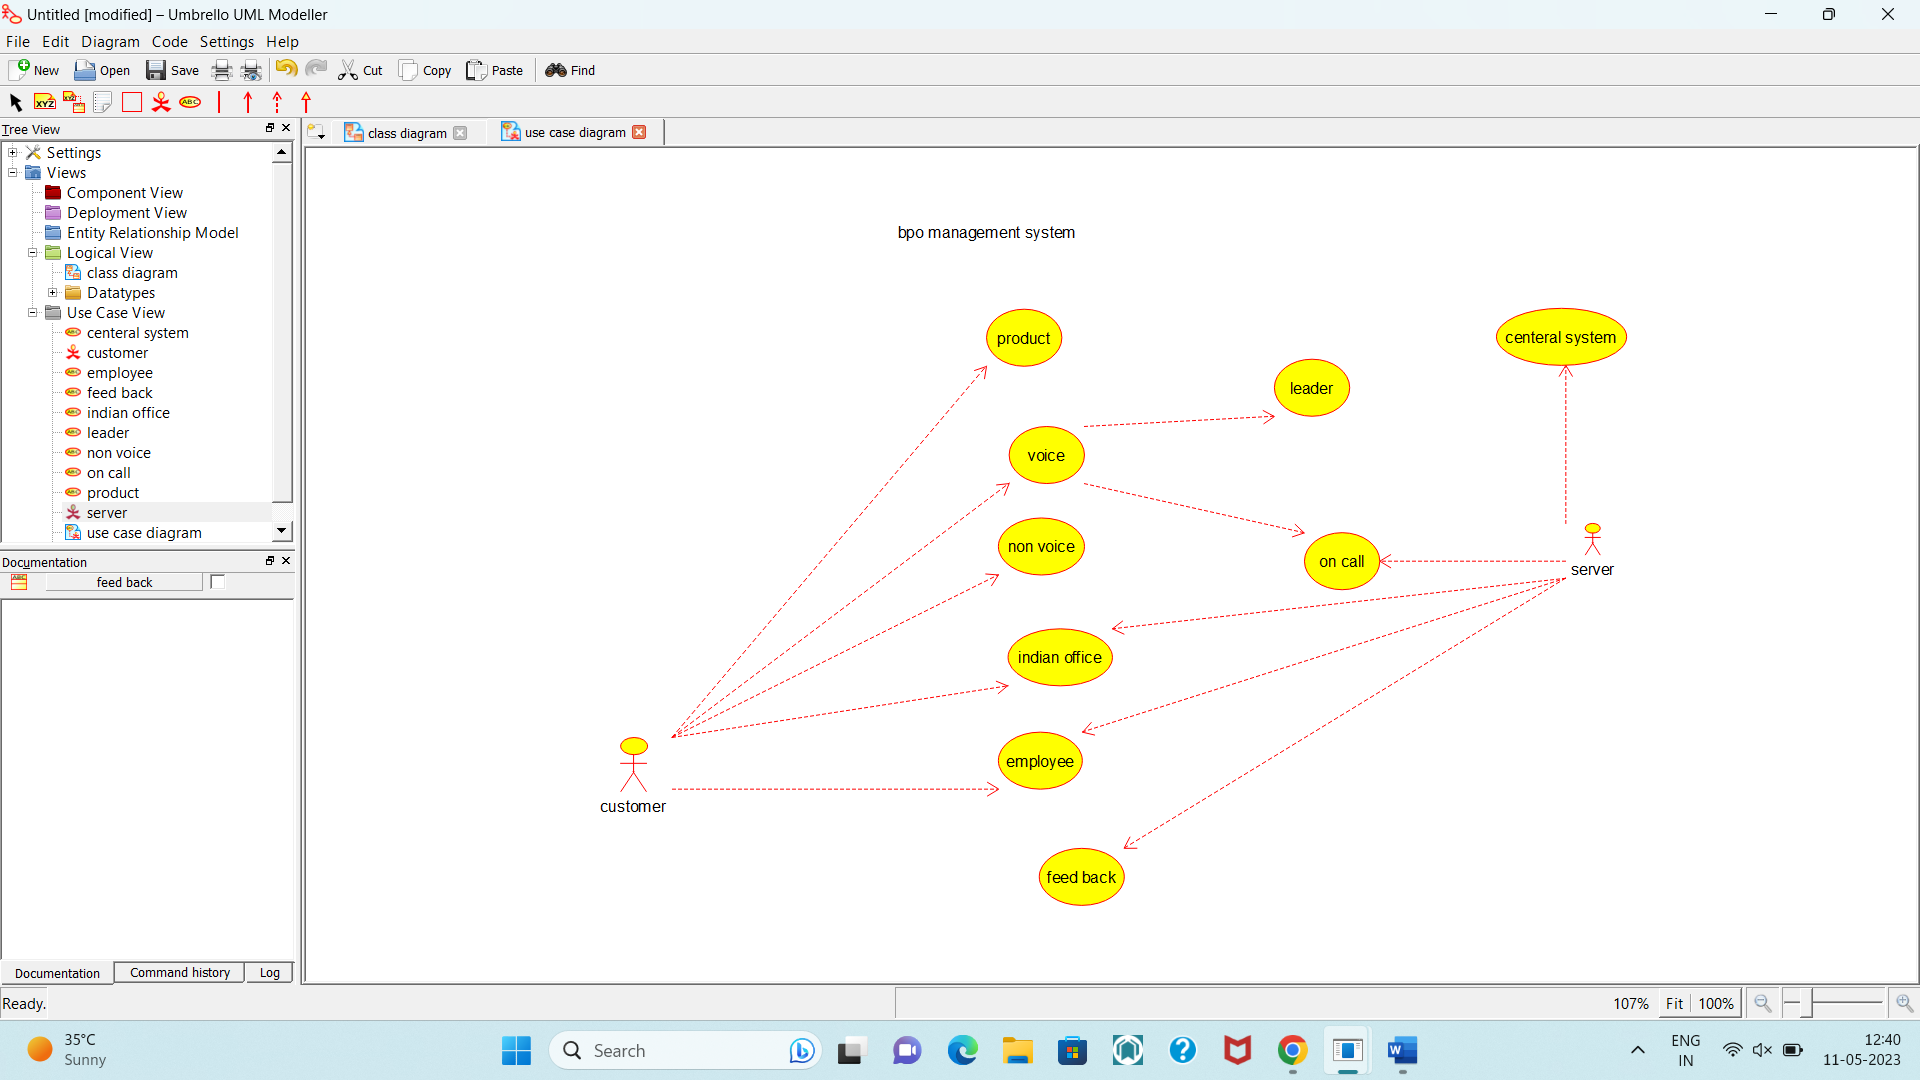 Untitled [modified] – Umbrello UML Modeller
File Edit Diagram Code Settings Help
New Open Save Cut Copy Paste Find
XYZ XYZ ABC
Tree View
class diagram
use case diagram
Settings
Views
Component View
Deployment View
Entity Relationship Model
Logical View
class diagram
Datatypes
Use Case View
centeral system
customer
employee
feed back
indian office
leader
non voice
on call
product
server
use case diagram
Documentation
feed back
Documentation Command history Log
bpo management system
product
centeral system
leader
voice
non voice
on call
server
indian office
employee
customer
feed back
Ready.
107% Fit 100%
35°C
Sunny
Search
ENG
IN
12:40
11-05-2023